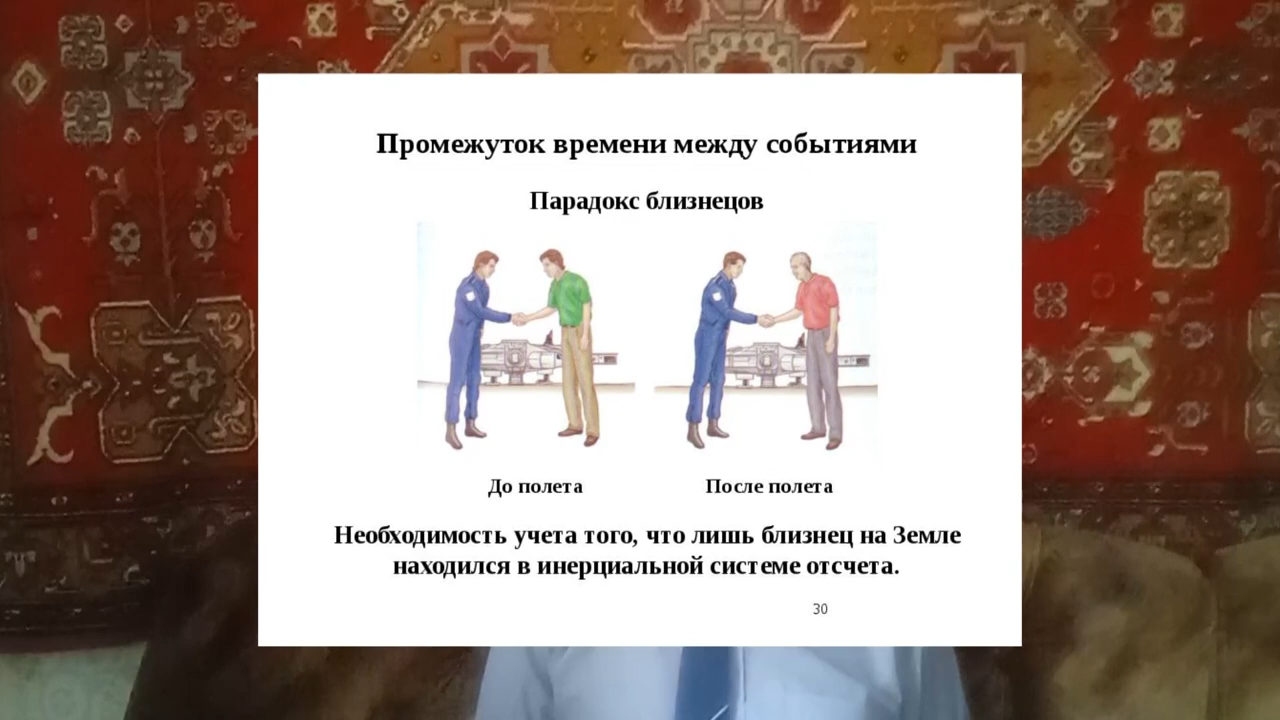 Промежуток времени между событиями
Парадокс близнецов
До полета
После полета
Необходимость учета того, что лишь близнец на Земле
находился в инерциальной системе отсчета.
30